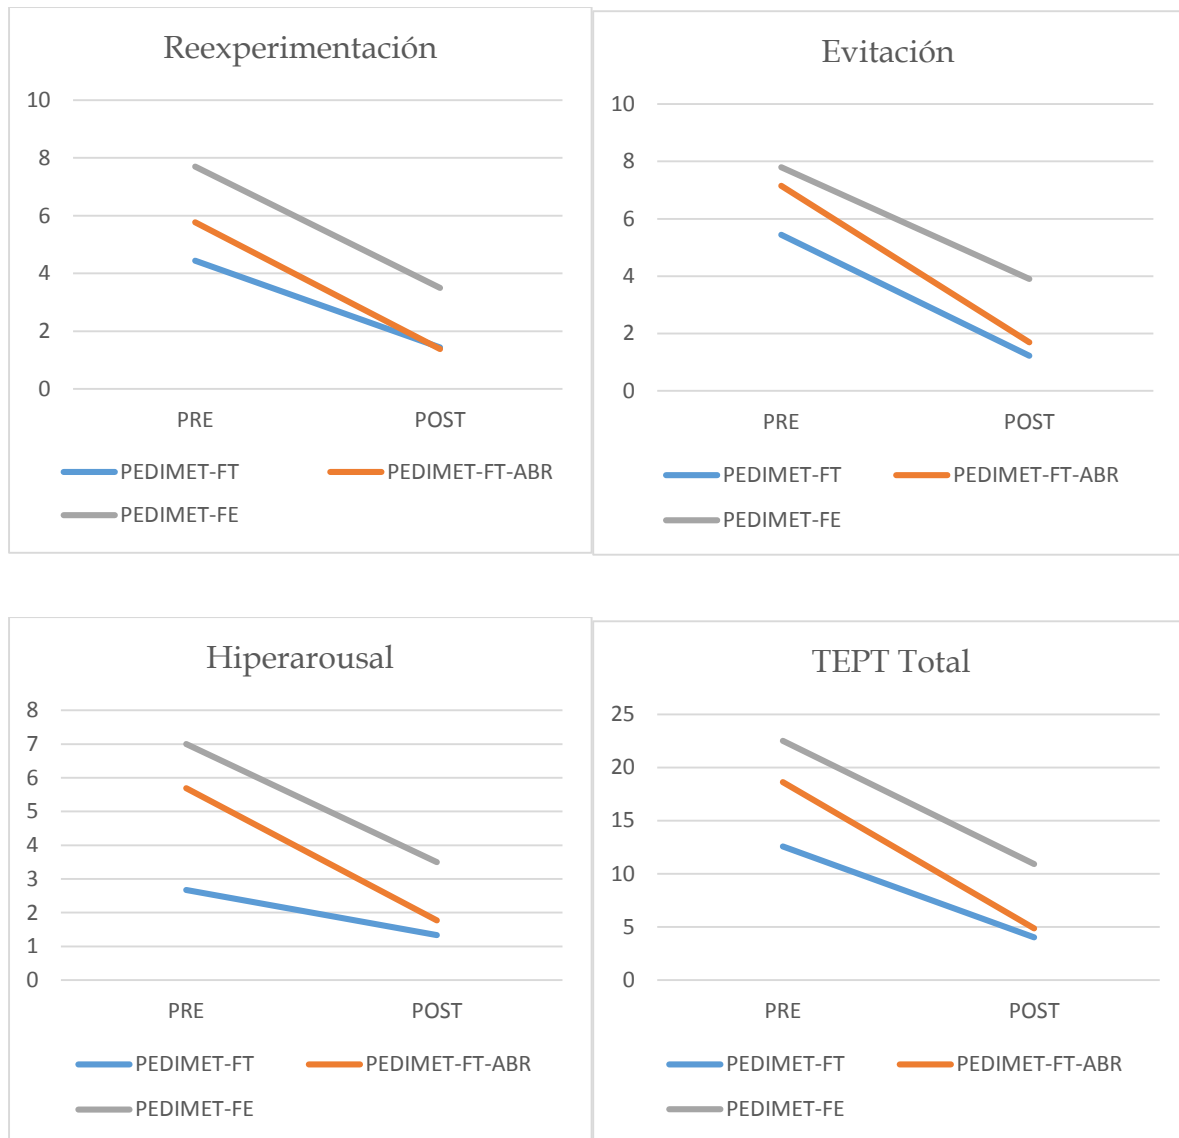 Reexperimentación
10
8
6
4
2
0
PRE POST
PEDIMET-FT PEDIMET-FT-ABR
PEDIMET-FE
Evitación
10
8
6
4
2
0
PRE POST
PEDIMET-FT PEDIMET-FT-ABR
PEDIMET-FE
Hiperarousal
8
7
6
5
4
3
2
1
0
PRE POST
PEDIMET-FT PEDIMET-FT-ABR
PEDIMET-FE
TEPT Total
25
20
15
10
5
0
PRE POST
PEDIMET-FT PEDIMET-FT-ABR
PEDIMET-FE